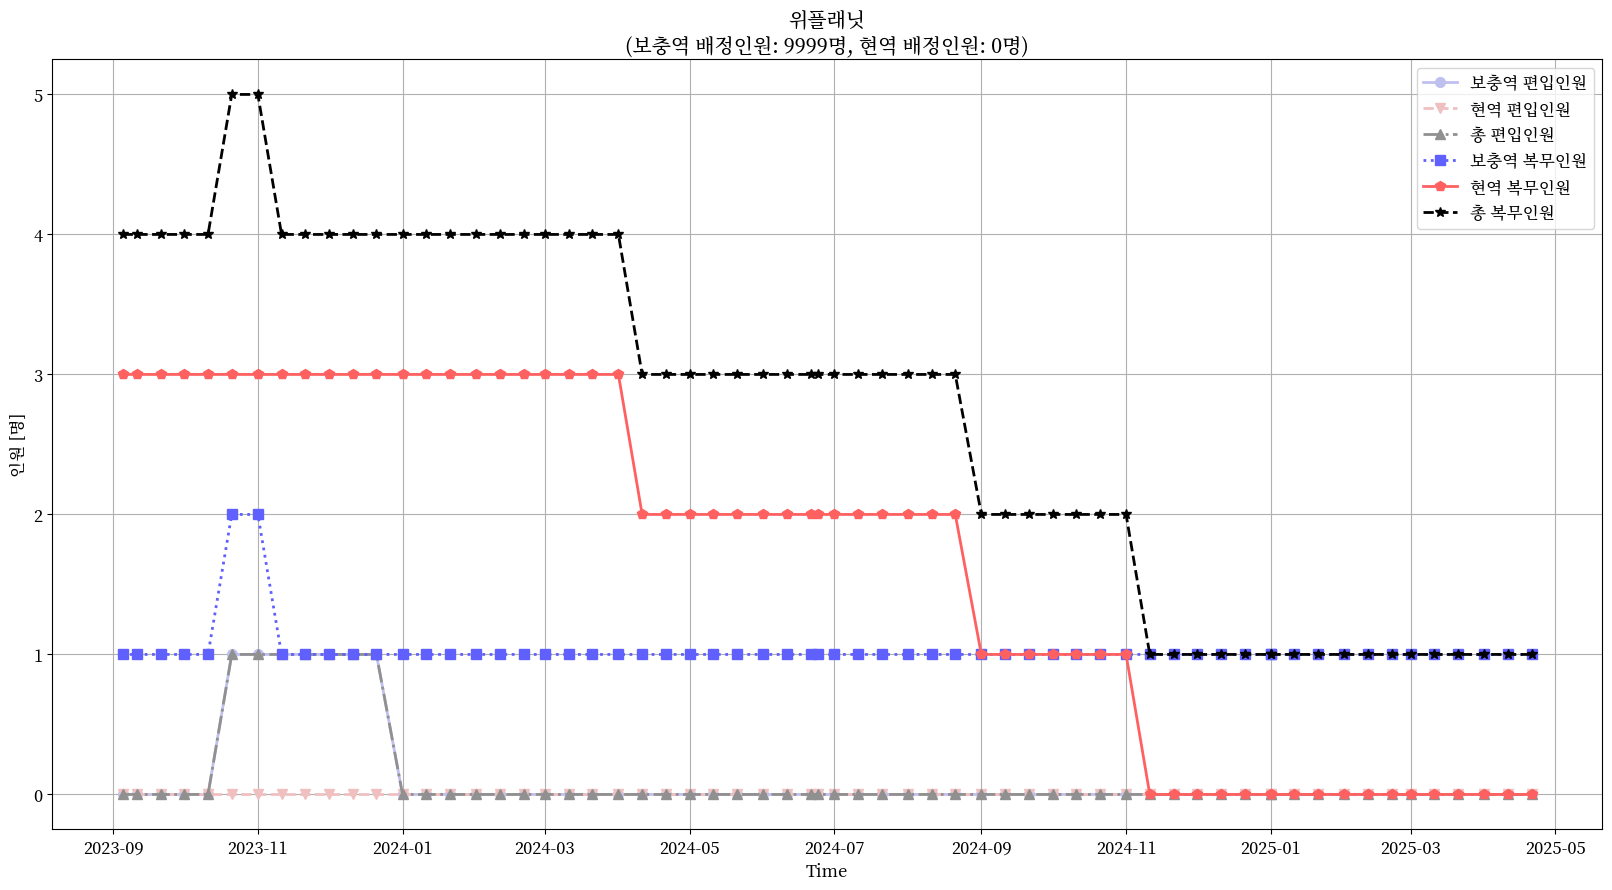 위플래닛
(보충역 배정인원: 9999명, 현역 배정인원: 0명)
보충역 편입인원
현역 편입인원
총 편입인원
보충역 복무인원
현역 복무인원
총 복무인원
인원 [명]
5
4
3
2
1
0
2023-09 2023-11 2024-01 2024-03 2024-05 2024-07 2024-09 2024-11 2025-01 2025-03 2025-05
Time